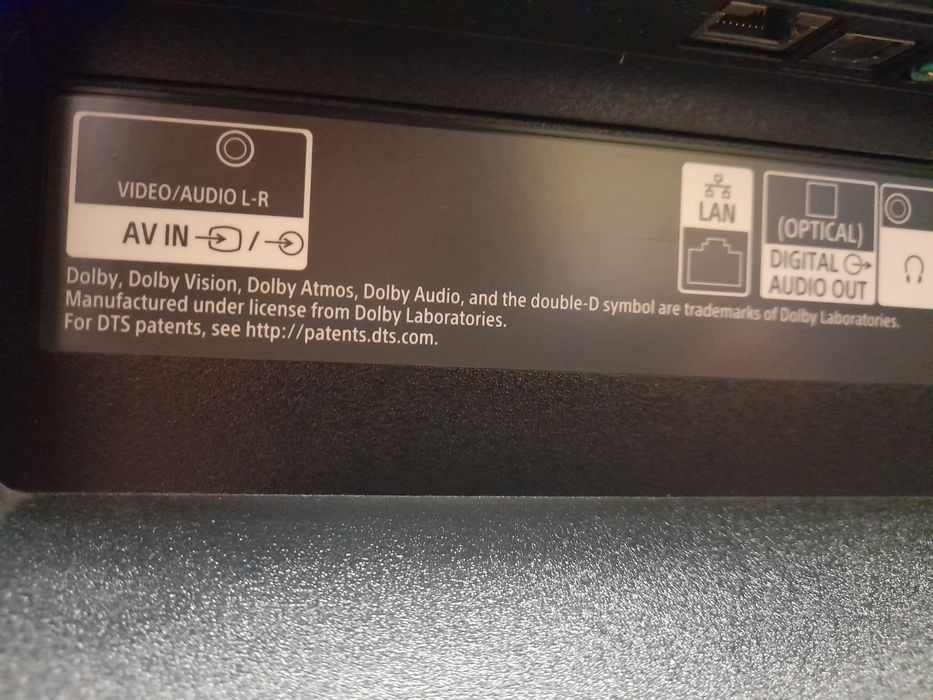 VIDEO/AUDIO L-R
AV IN /
LAN
(OPTICAL)
DIGITAL
AUDIO OUT
Dolby, Dolby Vision, Dolby Atmos, Dolby Audio, and the double-D symbol are trademarks of Dolby Laboratories.
Manufactured under license from Dolby Laboratories.
For DTS patents, see http://patents.dts.com.